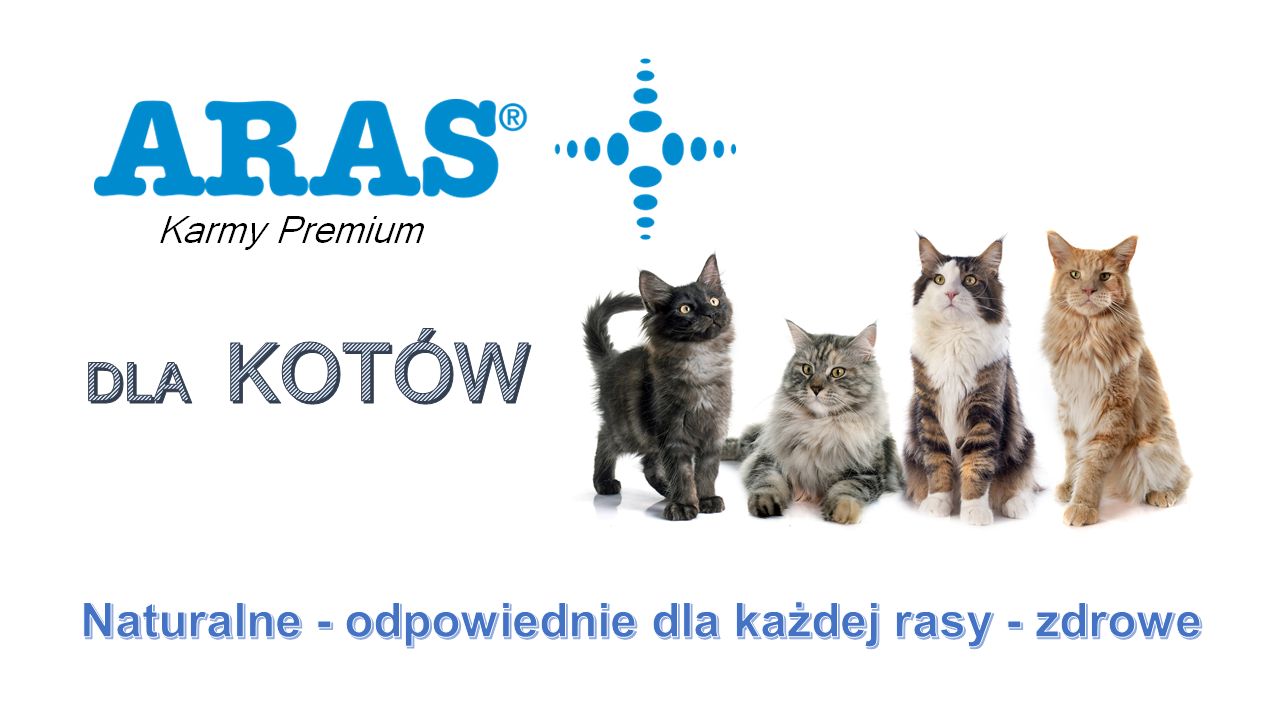 ARAS®
Karmy Premium
DLA KOTÓW
Naturalne - odpowiednie dla każdej rasy - zdrowe